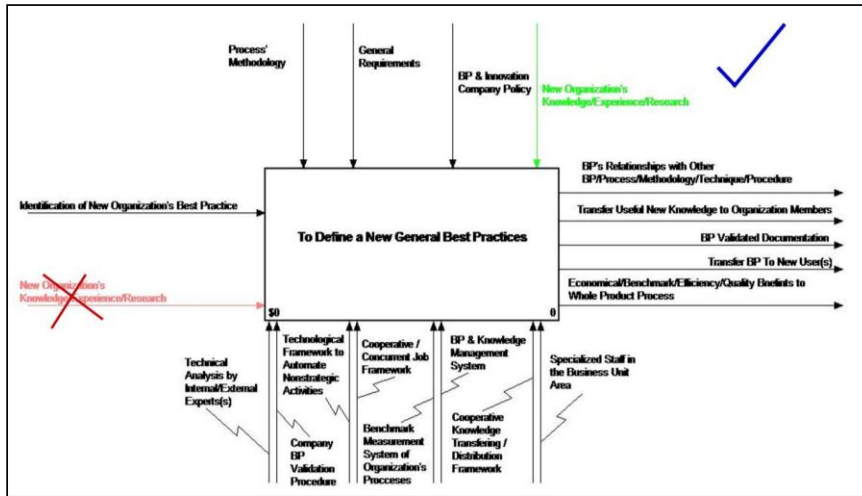 Process'
Methodology
General
Requirements
BP & Innovation
Company Policy
New Organization's
Knowledge/Experience/Research
BP's Relationships with Other
BP/Process/Methodology/Technique/Procedure
Identification of New Organization's Best Practice
Transfer Useful New Knowledge to Organization Members
To Define a New General Best Practices
BP Validated Documentation
Transfer BP To New User(s)
New Organization's
Knowledge/Experience/Research
Economical/Benchmark/Efficiency/Quality Bnefints to
Whole Product Process
$0
0
Technical
Analysis by
Internal/External
Experts(s)
Technological
Framework to
Automate
Nonstrategic
Activities
Cooperative /
Concurrent Job
Framework
BP & Knowledge
Management
System
Specialized Staff in
the Business Unit
Area
Company
BP
Validation
Procedure
Benchmark
Measurement
System of
Organization's
Procceses
Cooperative
Knowledge
Transfering /
Distribution
Framework